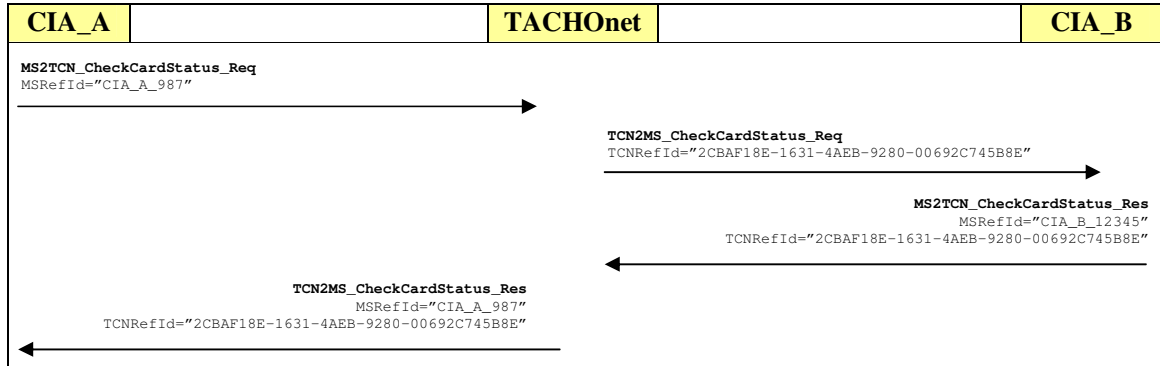 CIA_A TACHOnet CIA_B
MS2TCN_CheckCardStatus_Req
MSRefId="CIA_A_987"
TCN2MS_CheckCardStatus_Req
TCNRefId="2CBAF18E-1631-4AEB-9280-00692C745B8E"
MS2TCN_CheckCardStatus_Res
MSRefId="CIA_B_12345"
TCNRefId="2CBAF18E-1631-4AEB-9280-00692C745B8E"
TCN2MS_CheckCardStatus_Res
MSRefId="CIA_A_987"
TCNRefId="2CBAF18E-1631-4AEB-9280-00692C745B8E"